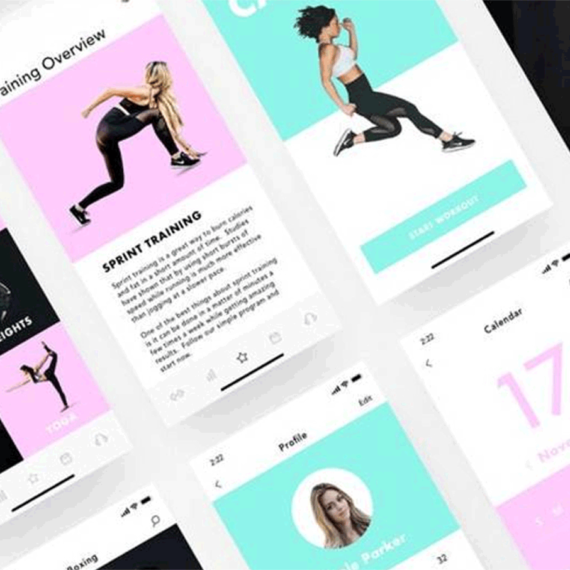 Training Overview
SPRINT TRAINING
Sprint training is a great way to burn calories
and fat in a short amount of time. Studies
have shown that by using short bursts of
speed while running is much more effective
than jogging at a slower pace.
One of the best things about sprint training
is it can be done in a matter of minutes a
few times a week while getting amazing
results. Follow our simple program and
start now.
START WORKOUT
EIGHTS
YOGA
2:22
Calendar
17
Nove
S M
2:22
Profile
Edit
le Parker
32
Boxing